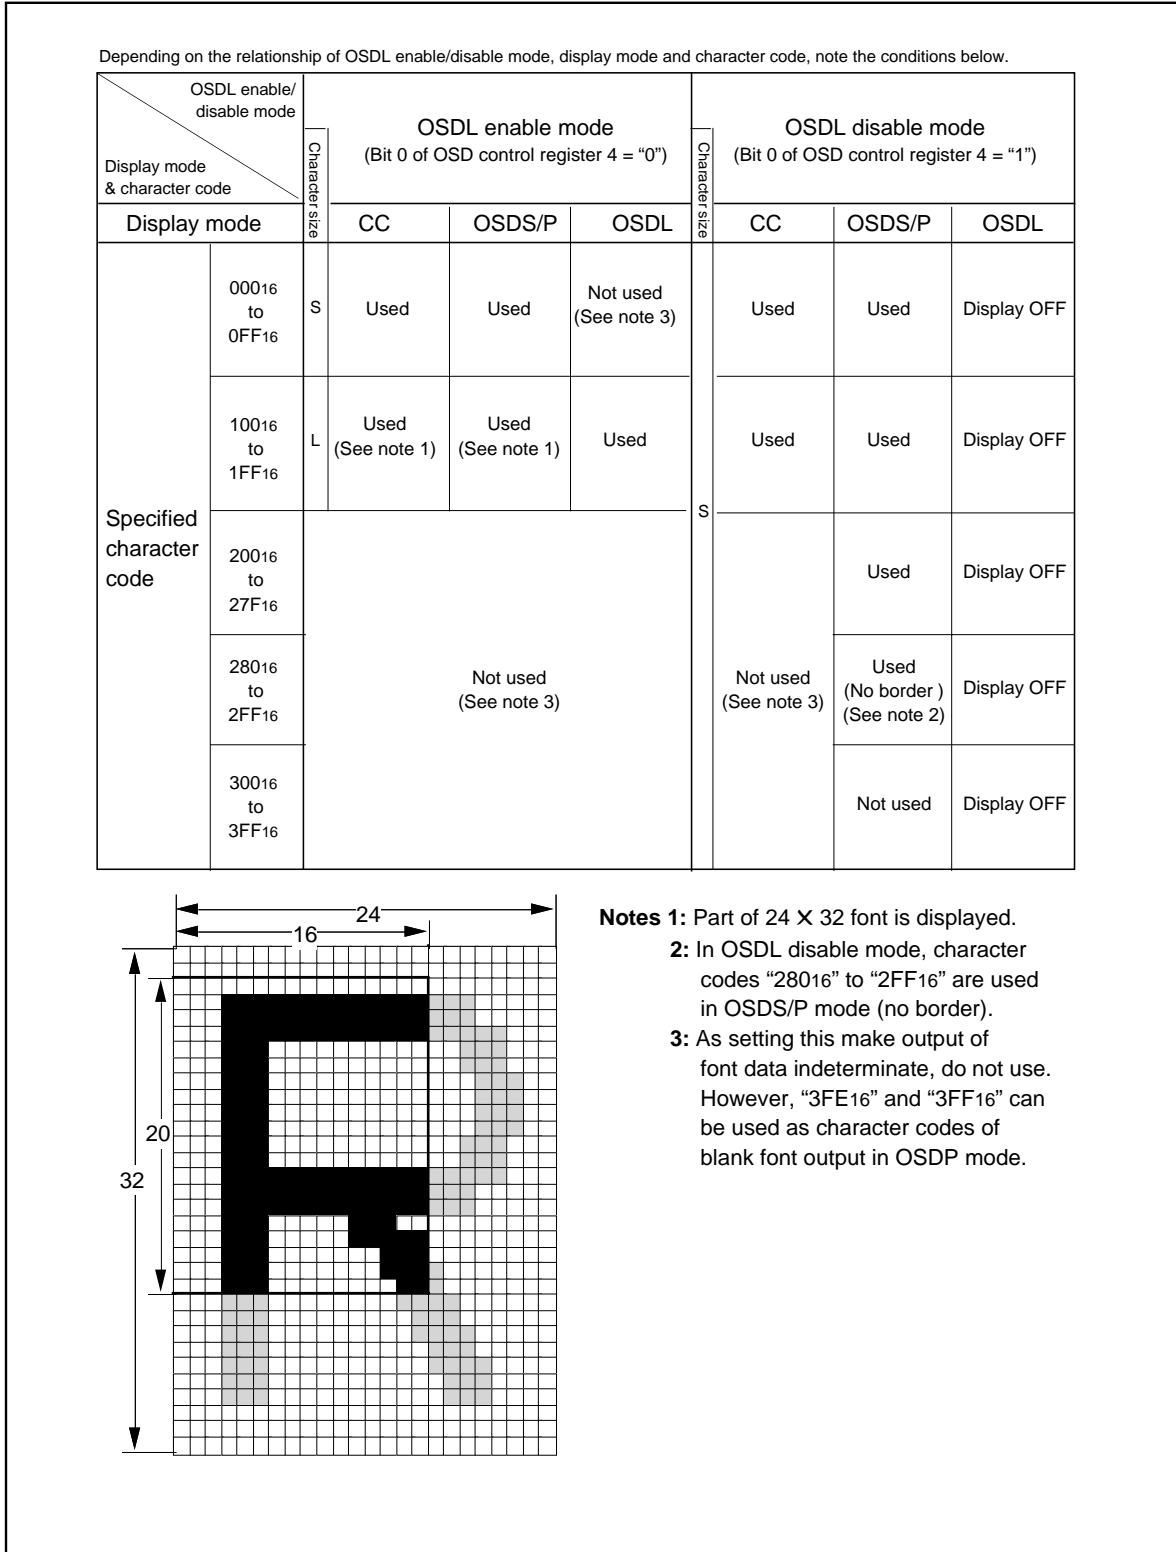 Depending on the relationship of OSDL enable/disable mode, display mode and character code, note the conditions below.
OSDL enable/
disable mode
Display mode
& character code
Character size
OSDL enable mode
(Bit 0 of OSD control register 4 = “0”)
Character size
OSDL disable mode
(Bit 0 of OSD control register 4 = “1”)
Display mode
CC
OSDS/P
OSDL
CC
OSDS/P
OSDL
Specified
character
code
00016
to
0FF16
S
Used
Used
Not used
(See note 3)
S
Used
Used
Display OFF
10016
to
1FF16
L
Used
(See note 1)
Used
(See note 1)
Used
Used
Used
Display OFF
20016
to
27F16
Not used
(See note 3)
Not used
(See note 3)
Used
Display OFF
28016
to
2FF16
Used
(No border )
(See note 2)
Display OFF
30016
to
3FF16
Not used
Display OFF
24
16
20
32
Notes 1: Part of 24 X 32 font is displayed.
2: In OSDL disable mode, character
codes “28016” to “2FF16” are used
in OSDS/P mode (no border).
3: As setting this make output of
font data indeterminate, do not use.
However, “3FE16” and “3FF16” can
be used as character codes of
blank font output in OSDP mode.